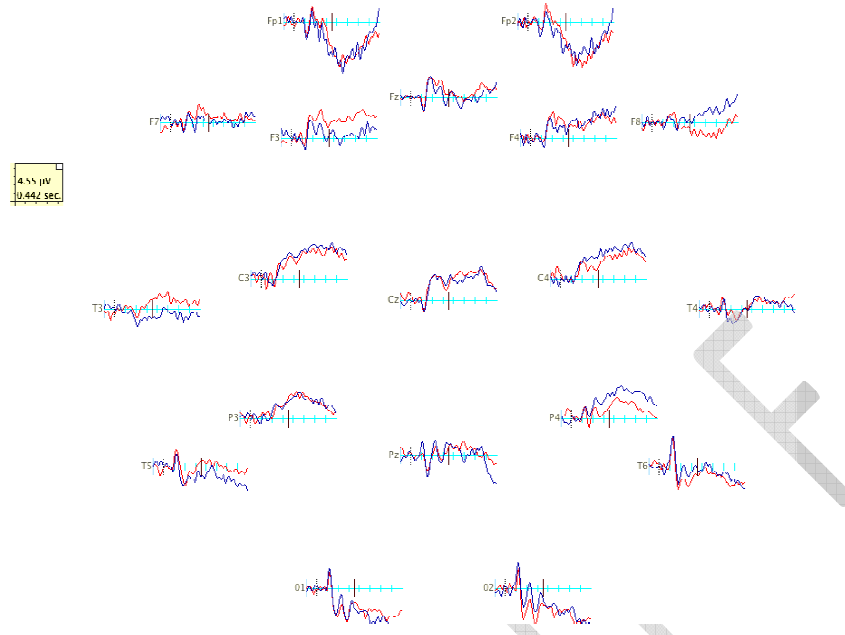 Fp1
Fp2
Fz
F7
F3
F4
F8
4.55 µV
0.442 sec.
C3
Cz
C4
T3
T4
P3
P4
T5
Pz
T6
O1
O2